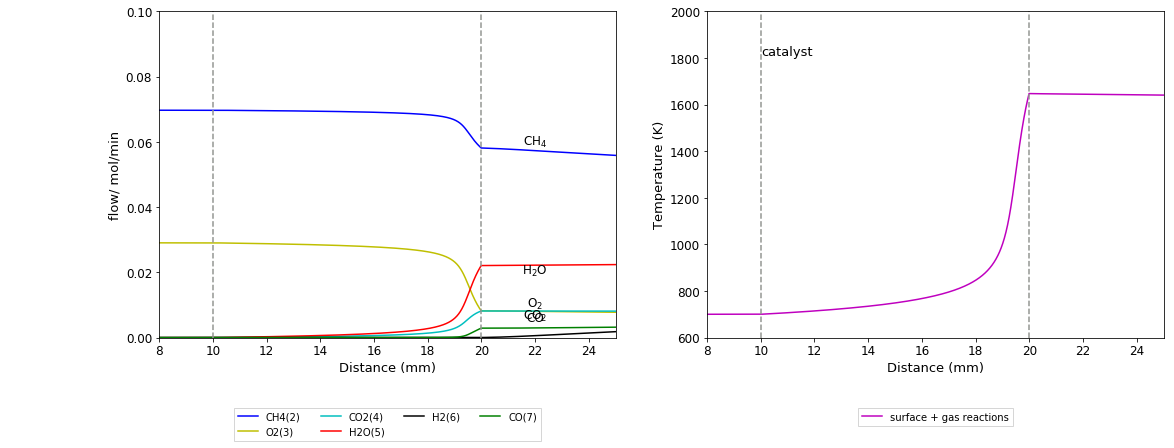 0.10
0.08
0.06
0.04
0.02
0.00
flow/ mol/min
CH4
H2O
O2
CO2
CO
8 10 12 14 16 18 20 22 24
Distance (mm)
CH4(2) CO2(4) H2(6) CO(7)
O2(3) H2O(5)
2000
1800
1600
1400
1200
1000
800
600
Temperature (K)
catalyst
8 10 12 14 16 18 20 22 24
Distance (mm)
surface + gas reactions